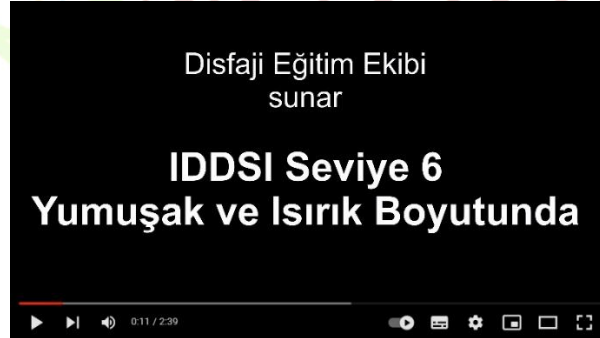 Disfaji Eğitim Ekibi
sunar
IDDSI Seviye 6
Yumuşak ve Isırık Boyutunda
0:11 / 2:39